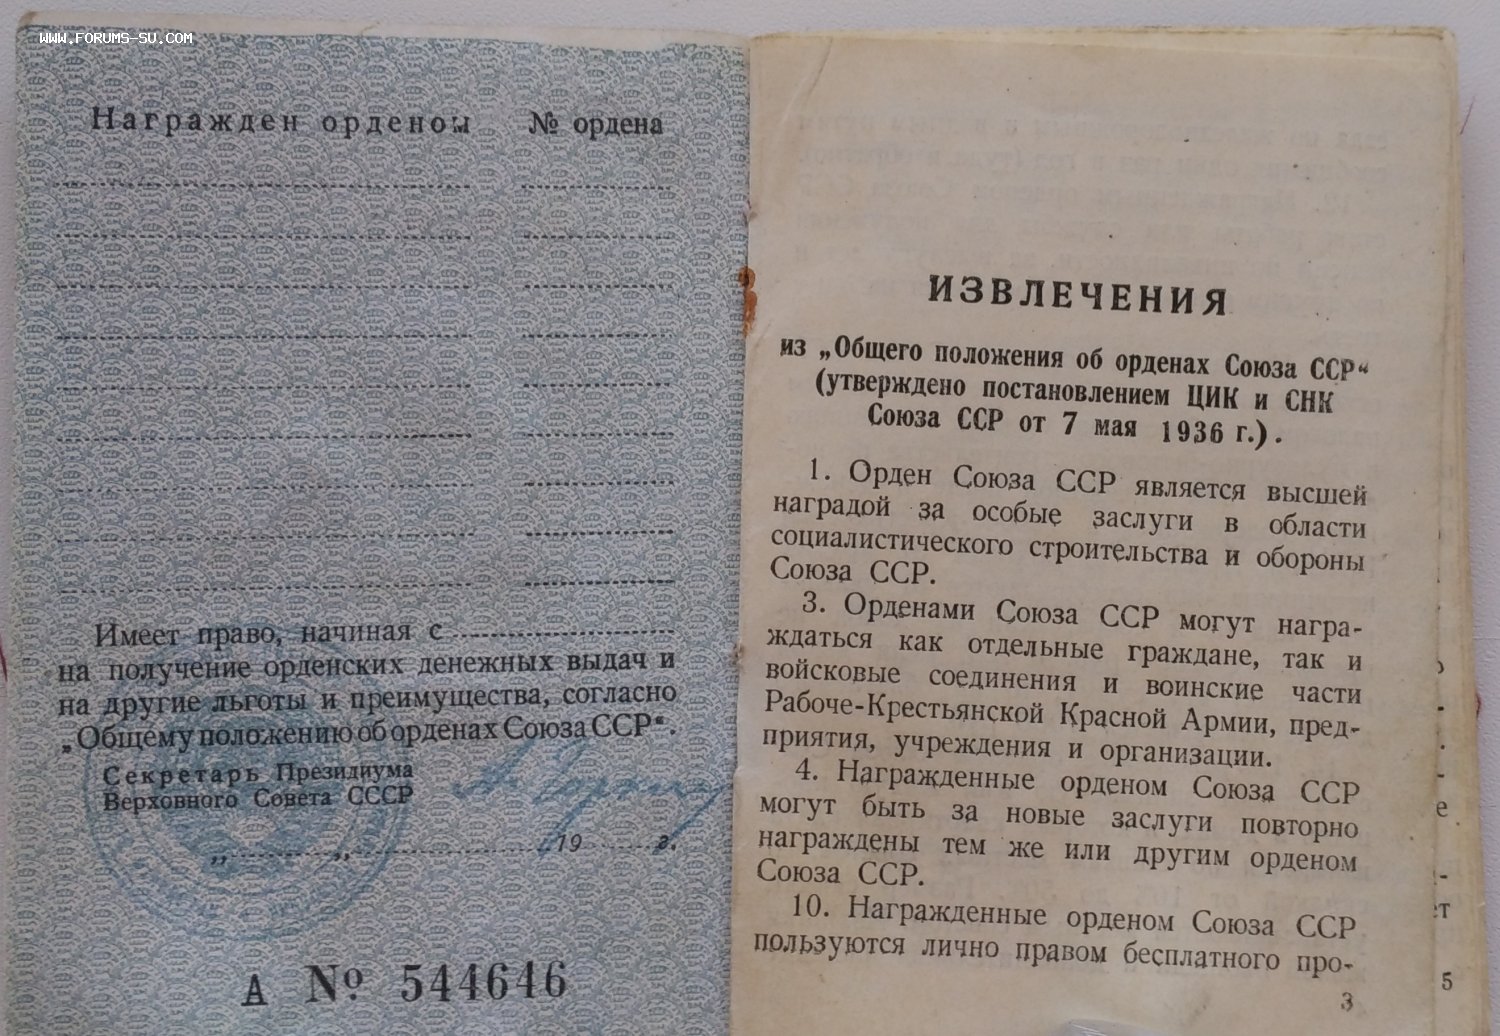 www.forums-su.com
Награжден орденом № ордена
Имеет право, начиная с
на получение орденских денежных выдач и
на другие льготы и преимущества, согласно
„Общему положению об орденах Союза ССР“.
Секретарь Президиума
Верховного Совета СССР
„ „ 19 г.
А № 544646
ИЗВЛЕЧЕНИЯ
из „Общего положения об орденах Союза ССР“
(утверждено постановлением ЦИК и СНК
Союза ССР от 7 мая 1936 г.).
1. Орден Союза ССР является высшей
наградой за особые заслуги в области
социалистического строительства и обороны
Союза ССР.
3. Орденами Союза ССР могут награ-
ждаться как отдельные граждане, так и
войсковые соединения и воинские части
Рабоче-Крестьянской Красной Армии, пред-
приятия, учреждения и организации.
4. Награжденные орденом Союза ССР
могут быть за новые заслуги повторно
награждены тем же или другим орденом
Союза ССР.
10. Награжденные орденом Союза ССР
пользуются лично правом бесплатного про-
3
5